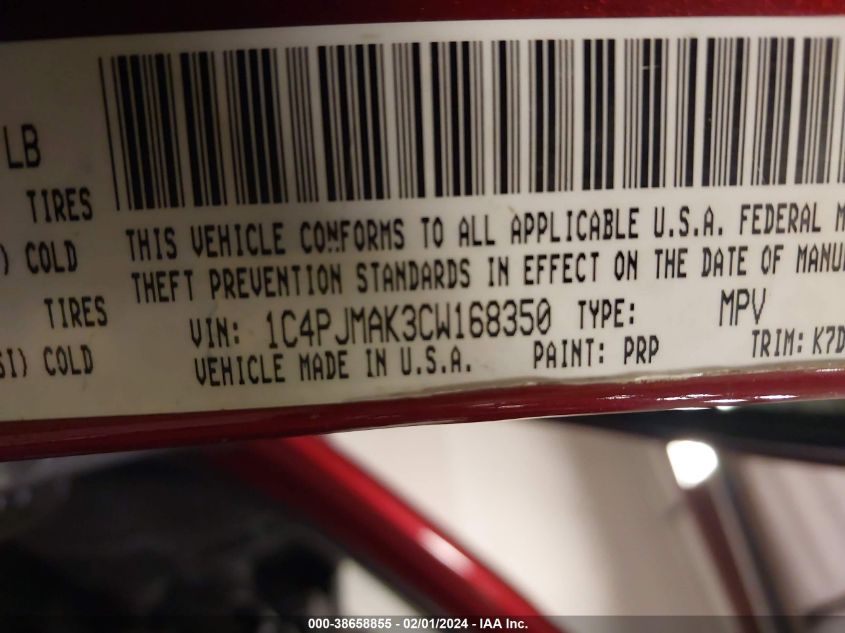 LB
TIRES
) COLD
TIRES
SI) COLD
THIS VEHICLE CONFORMS TO ALL APPLICABLE U.S.A. FEDERAL M
THEFT PREVENTION STANDARDS IN EFFECT ON THE DATE OF MANU
VIN: 1C4PJMAK3CW168350 TYPE: MPV
VEHICLE MADE IN U.S.A. PAINT: PRP TRIM: K7D
000-38658855 - 02/01/2024 - IAA Inc.